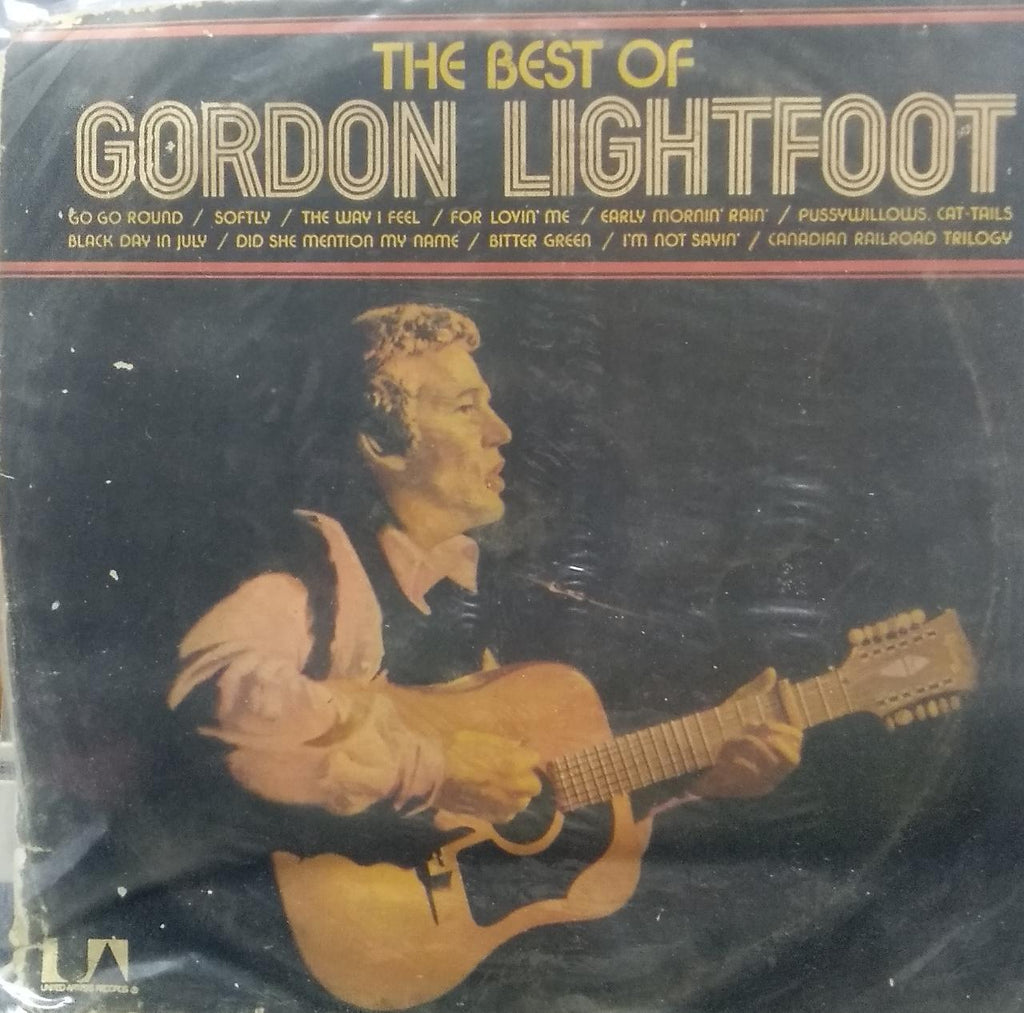 THE BEST OF
GORDON LIGHTFOOT
GO GO ROUND / SOFTLY / THE WAY I FEEL / FOR LOVIN' ME / EARLY MORNIN' RAIN / PUSSYWILLOWS, CAT-TAILS
BLACK DAY IN JULY / DID SHE MENTION MY NAME / BITTER GREEN / I'M NOT SAYIN' / CANADIAN RAILROAD TRILOGY
UA
UNITED ARTISTS RECORDS ®